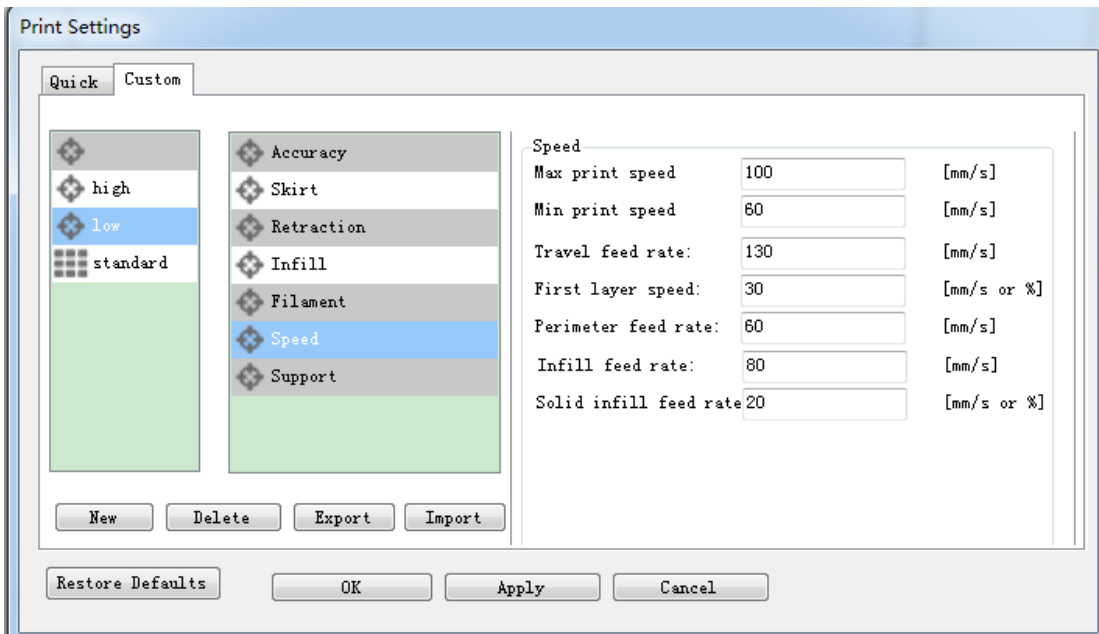 Print Settings
Quick Custom
high
low
standard
Accuracy
Skirt
Retraction
Infill
Filament
Speed
Support
Speed
Max print speed 100 [mm/s]
Min print speed 60 [mm/s]
Travel feed rate: 130 [mm/s]
First layer speed: 30 [mm/s or %]
Perimeter feed rate: 60 [mm/s]
Infill feed rate: 80 [mm/s]
Solid infill feed rate 20 [mm/s or %]
New Delete Export Import
Restore Defaults OK Apply Cancel